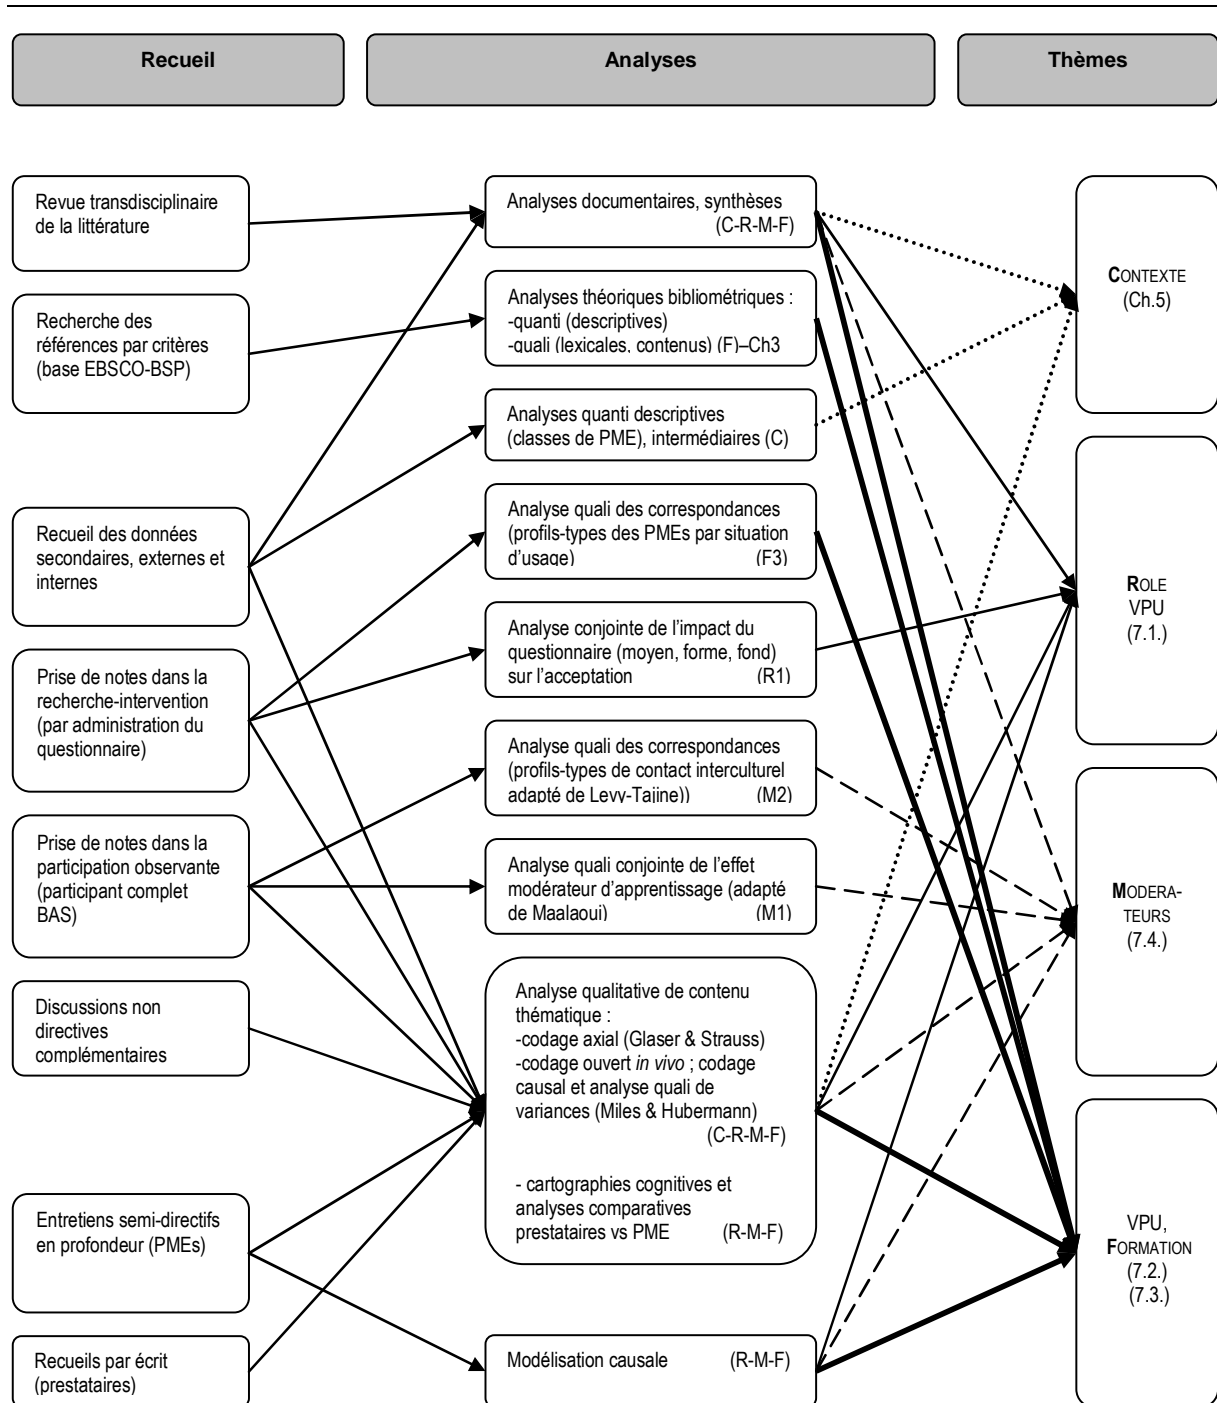 Recueil
Analyses
Thèmes
Revue transdisciplinaire
de la littérature
Recherche des
références par critères
(base EBSCO-BSP)
Recueil des données
secondaires, externes et
internes
Prise de notes dans la
recherche-intervention
(par administration du
questionnaire)
Prise de notes dans la
participation observante
(participant complet
BAS)
Discussions non
directives
complémentaires
Entretiens semi-directifs
en profondeur (PMEs)
Recueils par écrit
(prestataires)
Analyses documentaires, synthèses
(C-R-M-F)
Analyses théoriques bibliométriques :
-quanti (descriptives)
-quali (lexicales, contenus) (F)–Ch3
Analyses quanti descriptives
(classes de PME), intermédiaires (C)
Analyse quali des correspondances
(profils-types des PMEs par situation
d'usage) (F3)
Analyse conjointe de l'impact du
questionnaire (moyen, forme, fond)
sur l'acceptation (R1)
Analyse quali des correspondances
(profils-types de contact interculturel
adapté de Levy-Tajine)) (M2)
Analyse quali conjointe de l'effet
modérateur d'apprentissage (adapté
de Maalaoui) (M1)
Analyse qualitative de contenu
thématique :
-codage axial (Glaser & Strauss)
-codage ouvert in vivo ; codage
causal et analyse quali de
variances (Miles & Hubermann)
(C-R-M-F)
- cartographies cognitives et
analyses comparatives
prestataires vs PME (R-M-F)
Modélisation causale (R-M-F)
CONTEXTE
(Ch.5)
ROLE
VPU
(7.1.)
MODERA-
TEURS
(7.4.)
VPU,
FORMATION
(7.2.)
(7.3.)